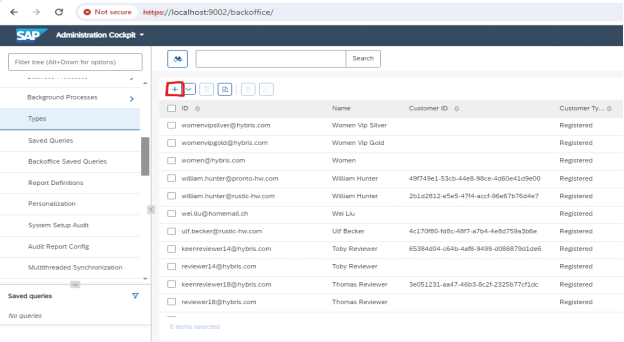 Not secure https://localhost:9002/backoffice/
SAP Administration Cockpit
Filter tree (Alt+Down for options)
Search
Background Processes
Types
Saved Queries
Backoffice Saved Queries
Report Definitions
Personalization
System Setup Audit
Audit Report Config
Multithreaded Synchronization
Saved queries
No queries
ID Name Customer ID Customer Ty...
womenvipsilver@hybris.com Women Vip Silver Registered
womenvipgold@hybris.com Women Vip Gold Registered
women@hybris.com Women Registered
william.hunter@pronto-hw.com William Hunter 49f749e1-53cb-44e8-98ce-4d60e41d9e00 Registered
william.hunter@rustic-hw.com William Hunter 2b1d2812-e5e5-47f4-accf-96e67b76d4e7 Registered
wei.liu@homemail.ch Wei Liu Registered
ulf.becker@rustic-hw.com Ulf Becker 4c170f80-fd8c-48f7-a7b4-4e8d759a3b6e Registered
keenreviewer14@hybris.com Toby Reviewer 65384d04-c64b-4af8-9499-d086879d1de6 Registered
reviewer14@hybris.com Toby Reviewer Registered
keenreviewer18@hybris.com Thomas Reviewer 3e051231-aa47-46b3-8c2f-2325b77cf1dc Registered
reviewer18@hybris.com Thomas Reviewer Registered
0 items selected